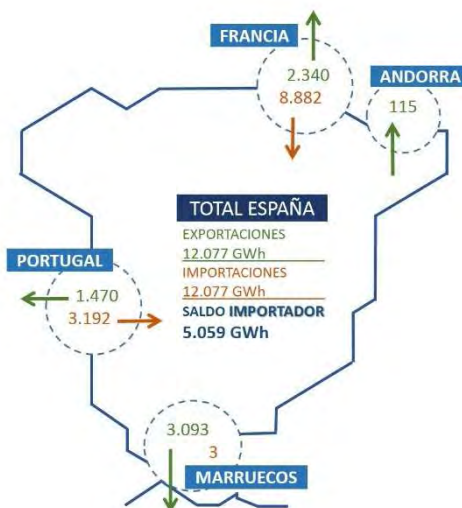 FRANCIA
2.340
8.882
ANDORRA
115
TOTAL ESPAÑA
EXPORTACIONES
12.077 GWh
IMPORTACIONES
12.077 GWh
SALDO IMPORTADOR
5.059 GWh
PORTUGAL
1.470
3.192
3.093
3
MARRUECOS